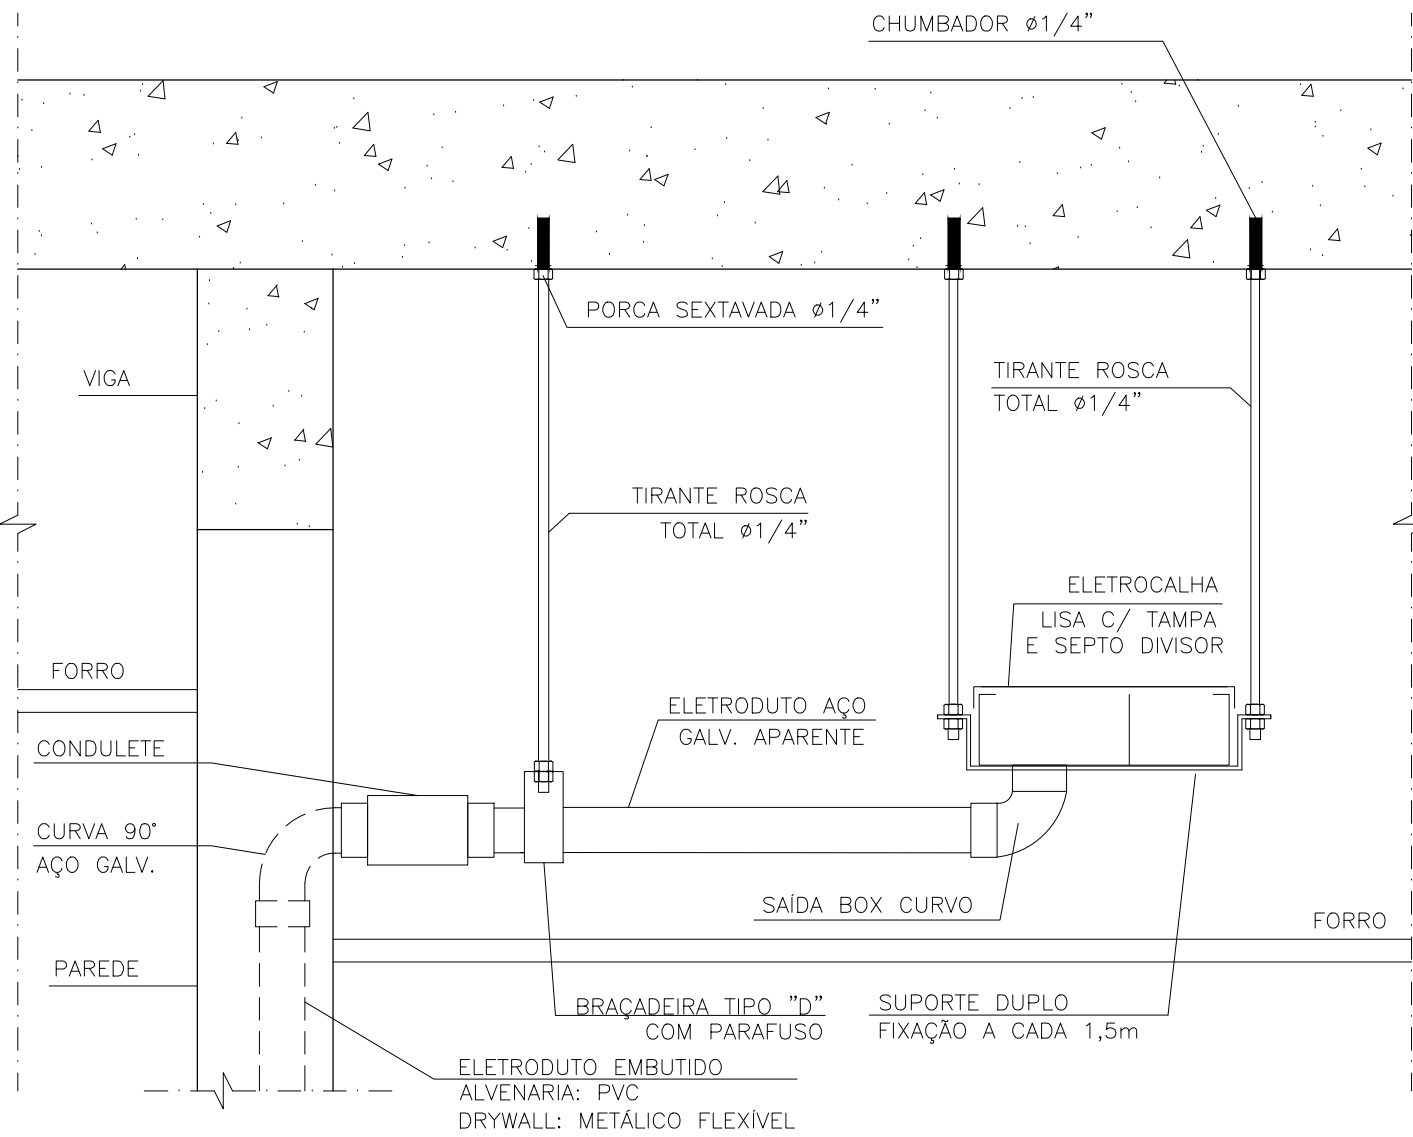 CHUMBADOR ø1/4”
PORCA SEXTAVADA ø1/4”
VIGA
TIRANTE ROSCA
TOTAL ø1/4”
TIRANTE ROSCA
TOTAL ø1/4”
ELETROCALHA
LISA C/ TAMPA
E SEPTO DIVISOR
FORRO
ELETRODUTO AÇO
GALV. APARENTE
CONDULETE
CURVA 90°
AÇO GALV.
SAÍDA BOX CURVO
FORRO
PAREDE
BRAÇADEIRA TIPO ”D”
COM PARAFUSO
SUPORTE DUPLO
FIXAÇÃO A CADA 1,5m
ELETRODUTO EMBUTIDO
ALVENARIA: PVC
DRYWALL: METÁLICO FLEXÍVEL